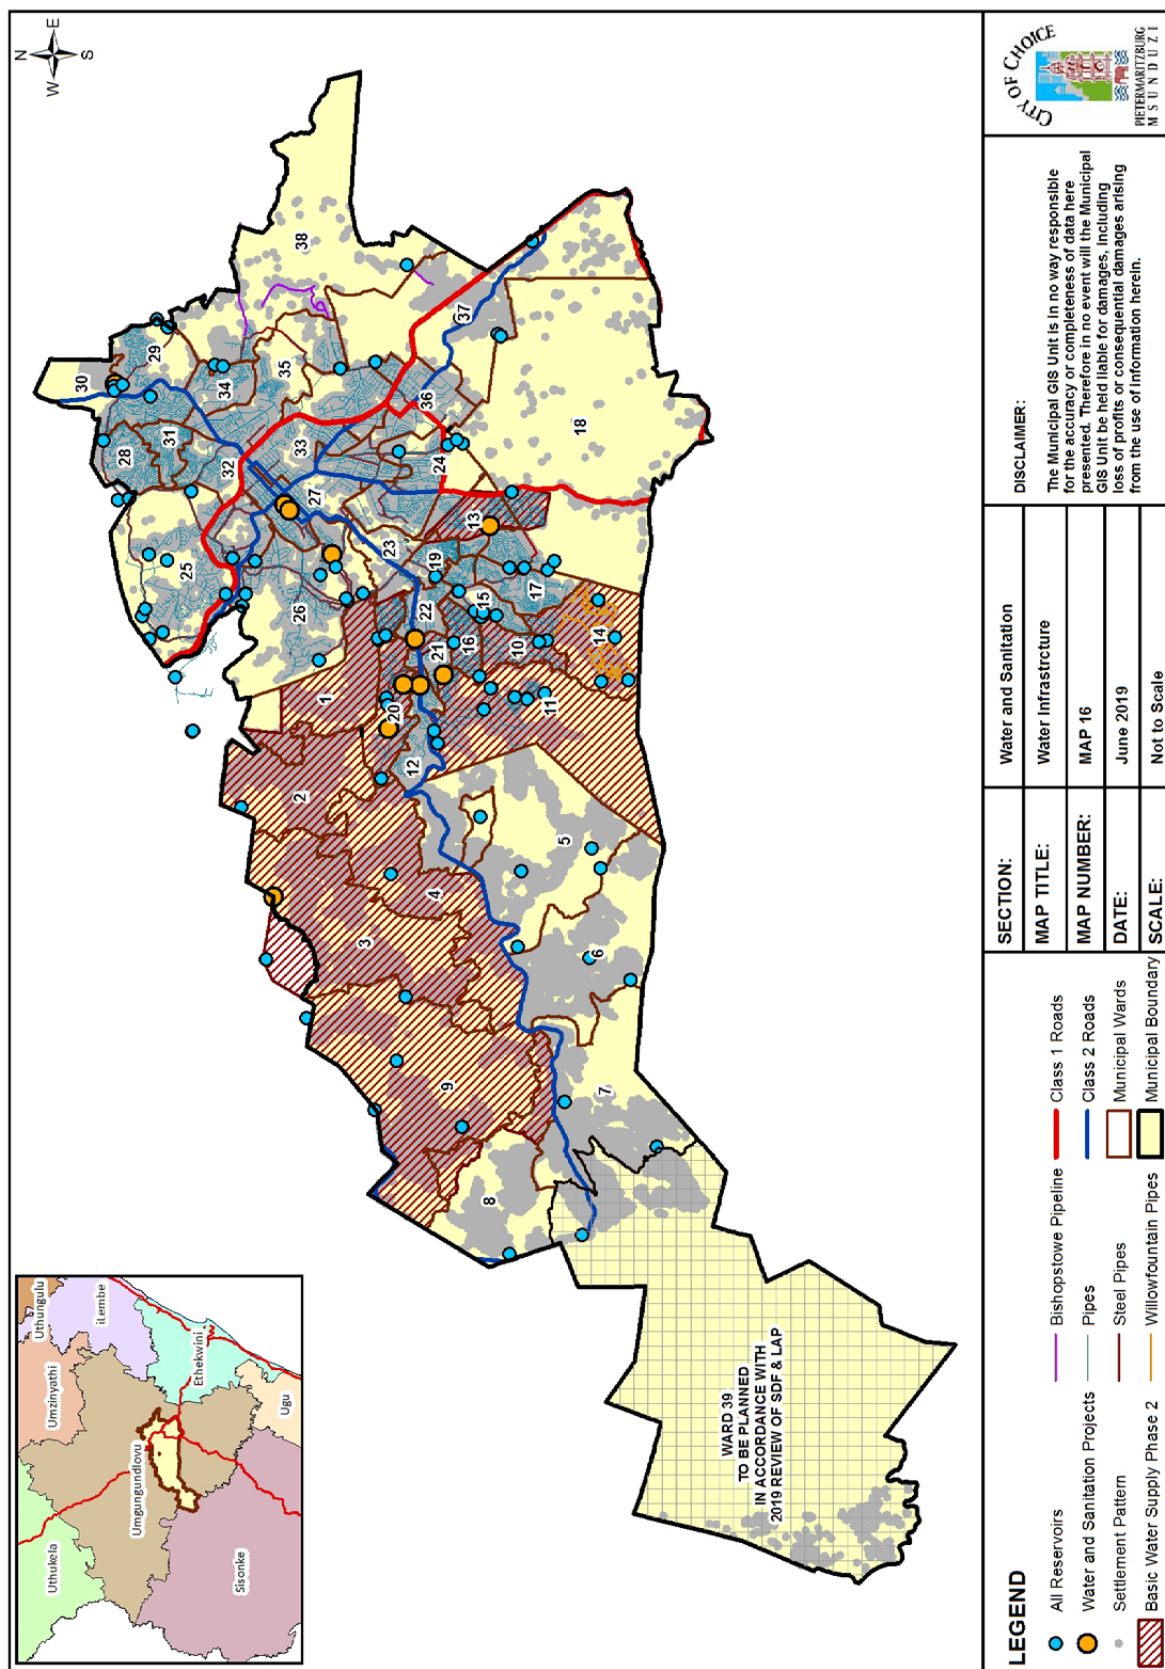 N
W
E
S
Uthukela
Umzinyathi
Uthungulu
iLembe
Umgungundlovu
Ethekwini
Ugu
Sisonke
30
29
28
31
34
35
38
25
32
33
27
26
23
37
36
24
18
13
19
22
15
17
1
21
16
10
14
20
11
12
2
4
3
5
6
9
7
8
WARD 39
TO BE PLANNED
IN ACCORDANCE WITH
2019 REVIEW OF SDF & LAP
LEGEND
All Reservoirs
Water and Sanitation Projects
Settlement Pattern
Basic Water Supply Phase 2
Bishopstowe Pipeline
Pipes
Steel Pipes
Willowfountain Pipes
Class 1 Roads
Class 2 Roads
Municipal Wards
Municipal Boundary
SECTION:
Water and Sanitation
MAP TITLE:
Water Infrastrcture
MAP NUMBER:
MAP 16
DATE:
June 2019
SCALE:
Not to Scale
DISCLAIMER:
The Municipal GIS Unit is in no way responsible
for the accuracy or completeness of data here
presented. Therefore in no event will the Municipal
GIS Unit be held liable for damages, including
loss of profits or consequential damages arising
from the use of information herein.
CITY OF CHOICE
PIETERMARITZBURG
MSUNDUZI